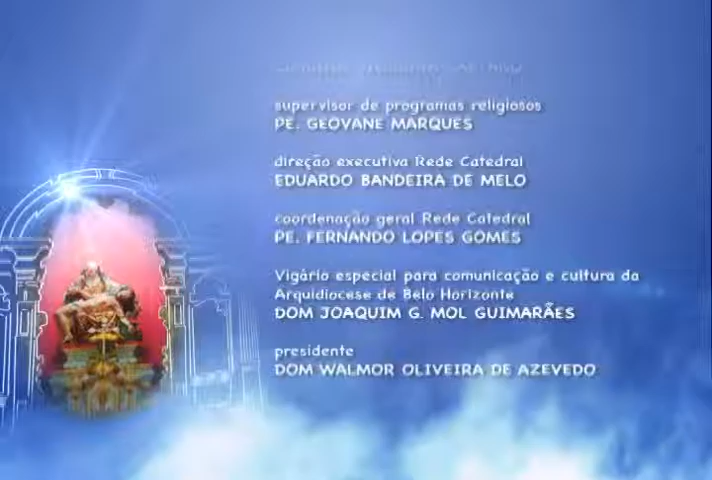 supervisor de programas religiosos
PE. GEOVANE MARQUES
direção executiva Rede Catedral
EDUARDO BANDEIRA DE MELO
coordenação geral Rede Catedral
PE. FERNANDO LOPES GOMES
Vigário especial para comunicação e cultura da
Arquidiocese de Belo Horizonte
DOM JOAQUIM G. MOL GUIMARÃES
presidente
DOM WALMOR OLIVEIRA DE AZEVEDO